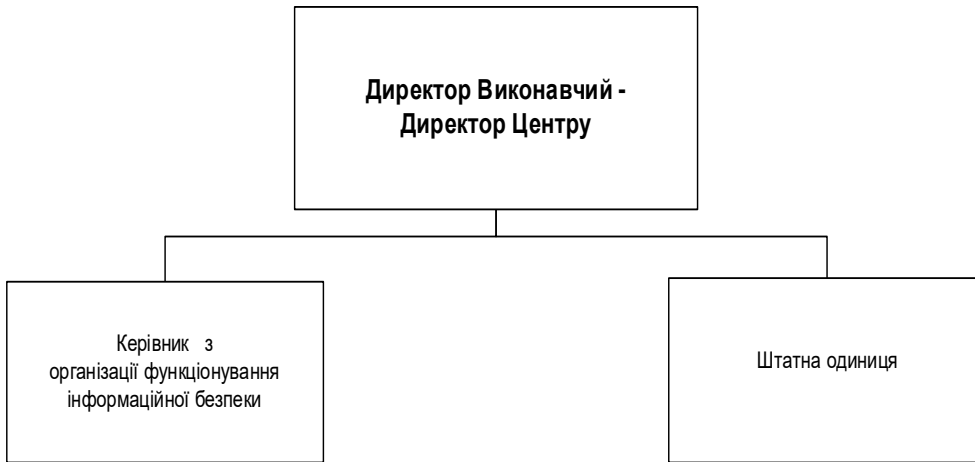 Директор Виконавчий -
Директор Центру
Керівник з
організації функціонування
інформаційної безпеки
Штатна одиниця